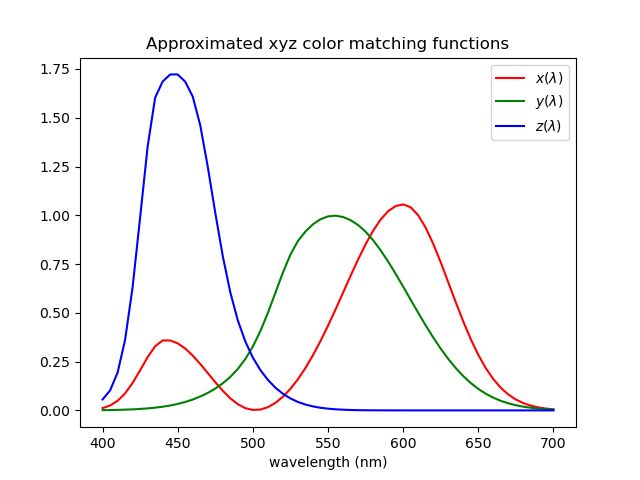 Approximated xyz color matching functions
x(λ)
y(λ)
z(λ)
1.75
1.50
1.25
1.00
0.75
0.50
0.25
0.00
400 450 500 550 600 650 700
wavelength (nm)